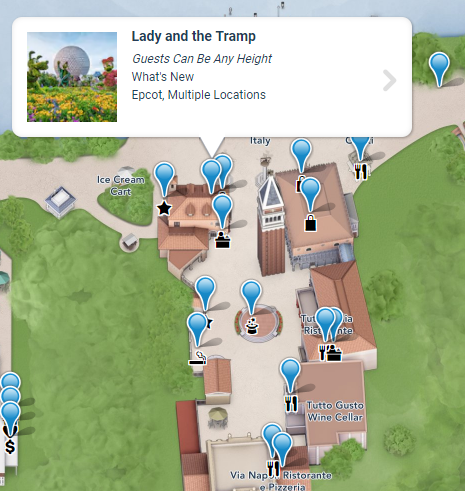 Lady and the Tramp
Guests Can Be Any Height
What's New
Epcot, Multiple Locations
Italy
Ice Cream
Cart
Ristorante
Tutto Gusto
Wine Cellar
Via Ristorante
e Pizzeria
$